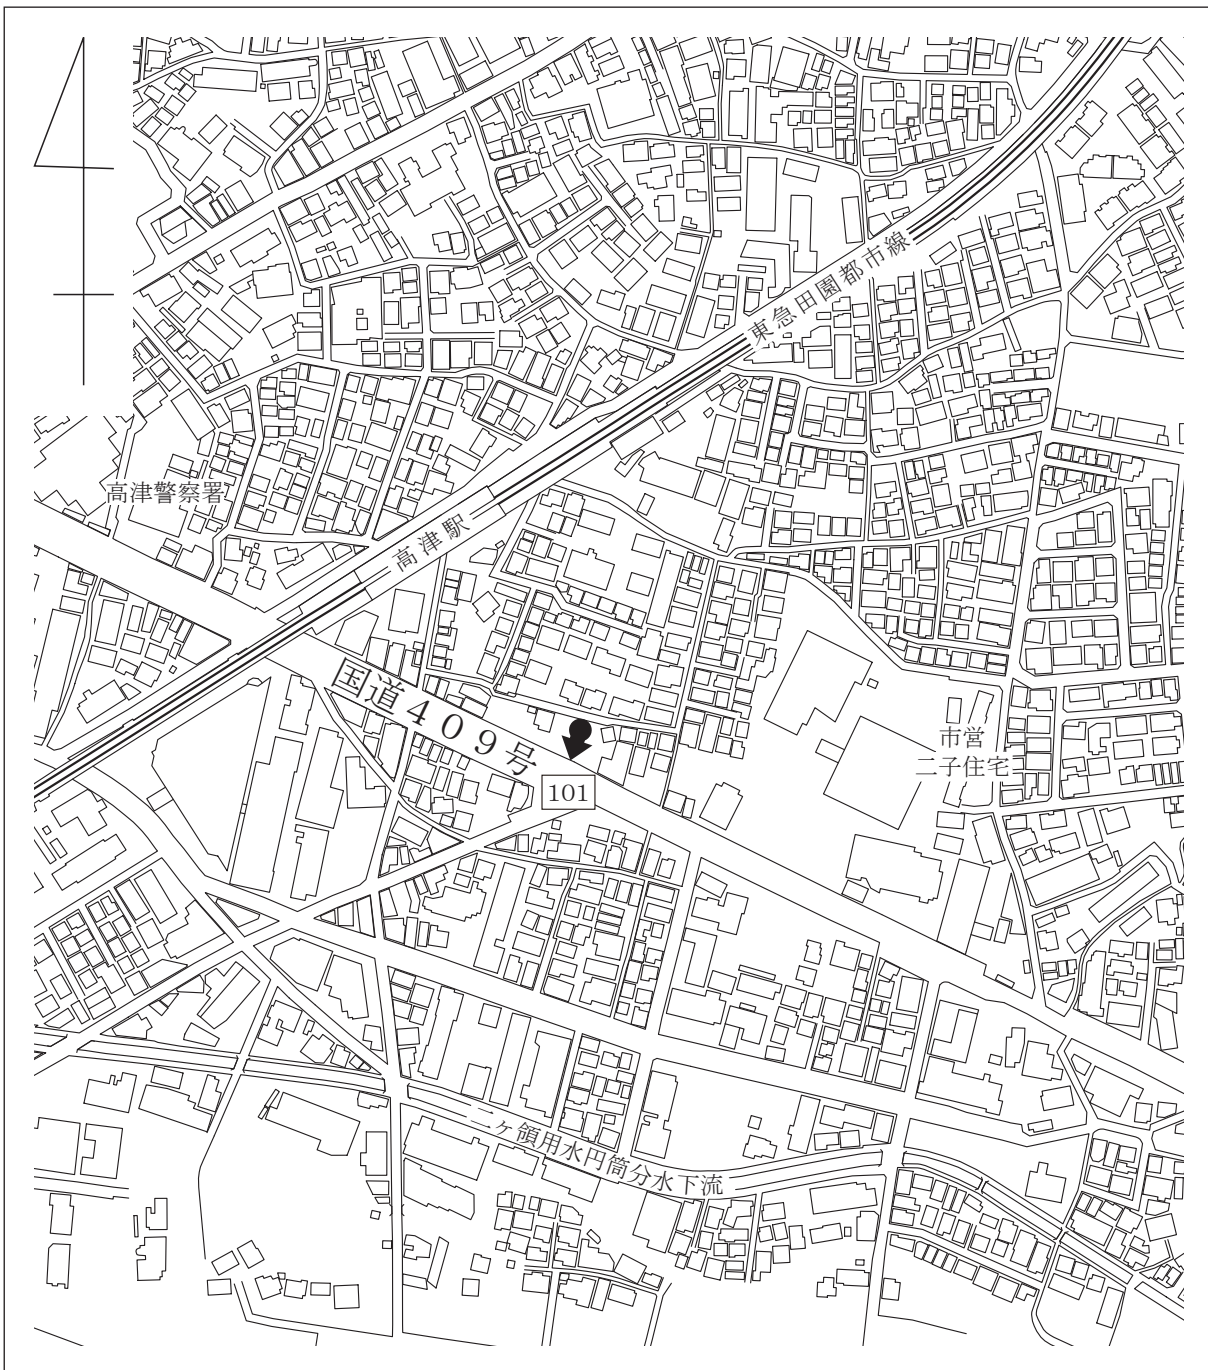 東急田園都市線
高津警察署
高津駅
国道409号
市営
二子住宅
101
二ヶ領用水円筒分水下流